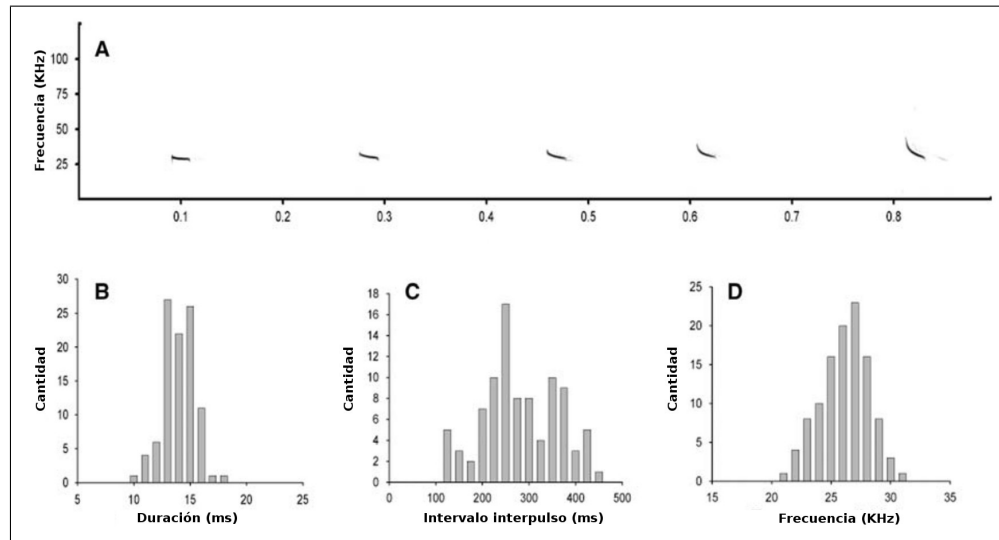 A
Frecuencia (KHz)
100
75
50
25
0.1 0.2 0.3 0.4 0.5 0.6 0.7 0.8
B
Cantidad
30
25
20
15
10
5
0
5 10 15 20 25
Duración (ms)
C
Cantidad
18
16
14
12
10
8
6
4
2
0
0 100 200 300 400 500
Intervalo interpulso (ms)
D
Cantidad
25
20
15
10
5
0
15 20 25 30 35
Frecuencia (KHz)